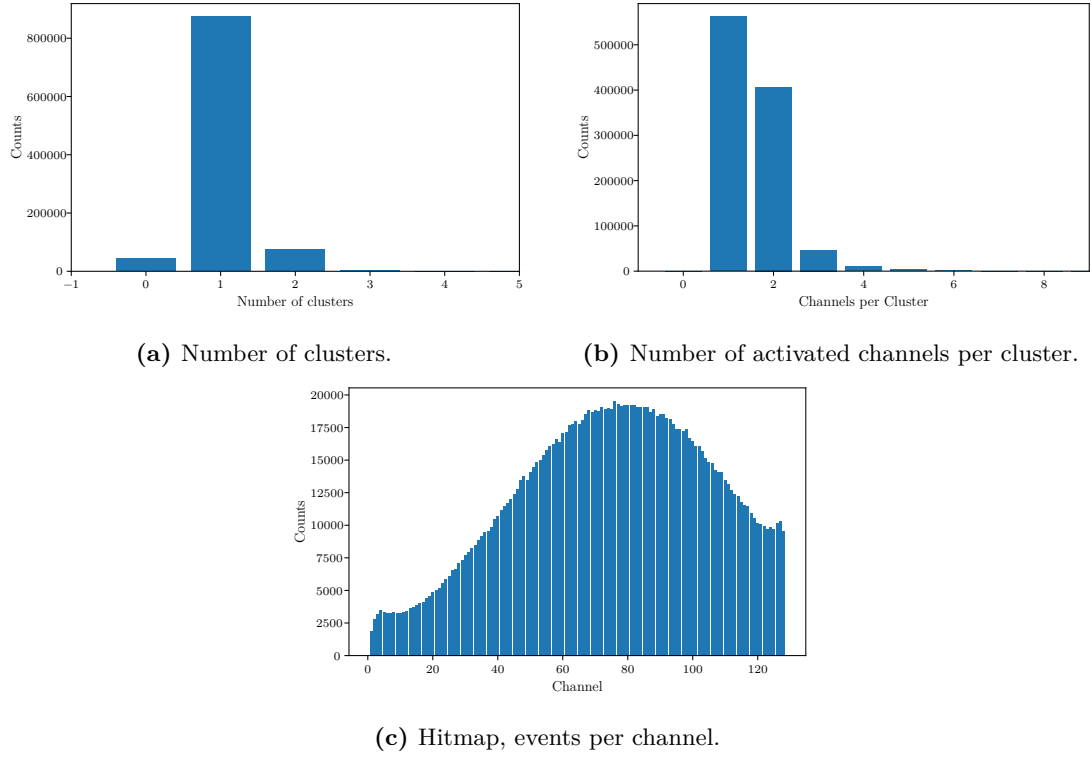 800000
600000
400000
200000
0
Counts
−1 0 1 2 3 4 5
Number of clusters
500000
400000
300000
200000
100000
0
Counts
0 2 4 6 8
Channels per Cluster
(a) Number of clusters.
(b) Number of activated channels per cluster.
20000
17500
15000
12500
10000
7500
5000
2500
0
Counts
0 20 40 60 80 100 120
Channel
(c) Hitmap, events per channel.